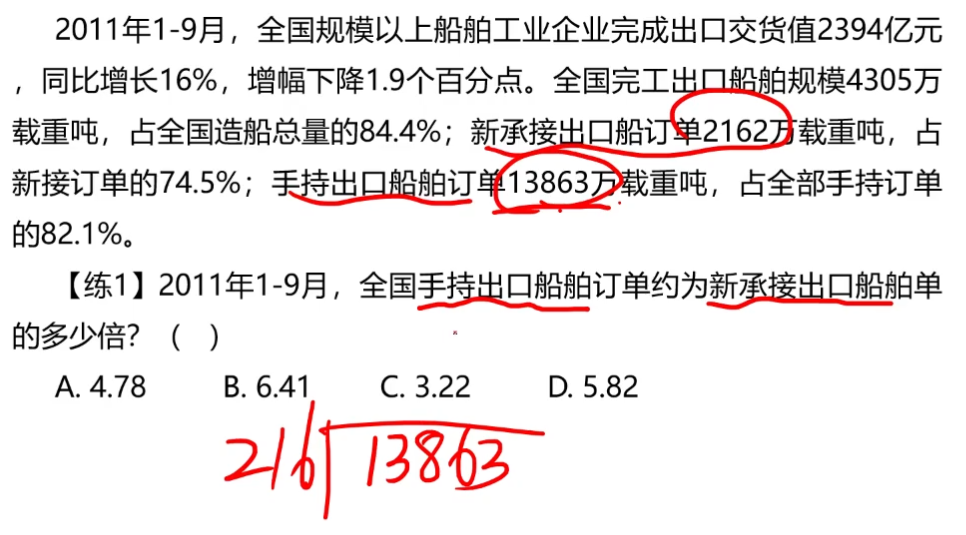 2011年1-9月，全国规模以上船舶工业企业完成出口交货值2394亿元
，同比增长16%，增幅下降1.9个百分点。全国完工出口船舶规模4305万
载重吨，占全国造船总量的84.4%；新承接出口船订单2162万载重吨，占
新接订单的74.5%；手持出口船舶订单13863万载重吨，占全部手持订单
的82.1%。
【练1】2011年1-9月，全国手持出口船舶订单约为新承接出口船舶单
的多少倍？（ ）
A. 4.78 B. 6.41 C. 3.22 D. 5.82
216 13863